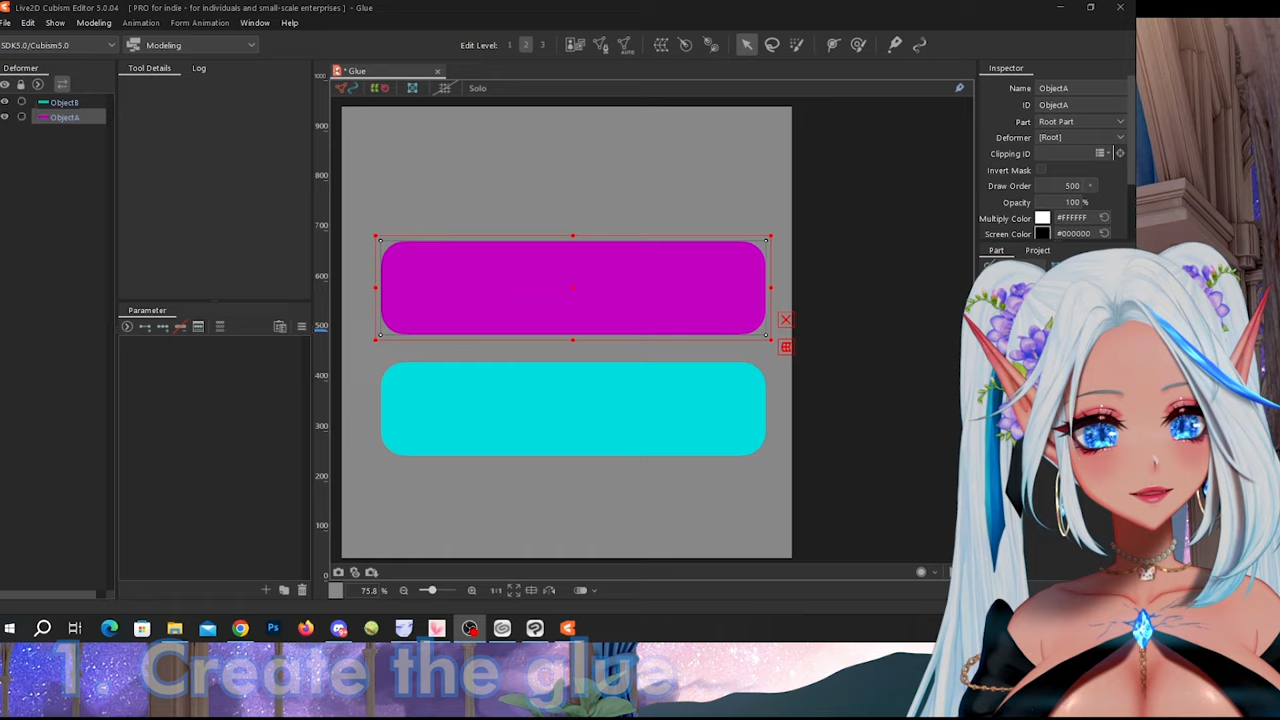 Live2D Cubism Editor 5.0.04 [ PRO for indie - for individuals and small-scale enterprises ] - Glue
File Edit Show Modeling Animation Form Animation Window Help
SDK5.0/Cubism5.0 Modeling Edit Level: 1 2 3
Deformer Tool Details Log * Glue Inspector
Solo
Name ObjectA
ObjectB
ID ObjectA
ObjectA
Part Root Part
Deformer [Root]
Clipping ID
Invert Mask
Draw Order 500
Opacity 100 %
Multiply Color #FFFFFF
Screen Color #000000
Part Project
900
800
700
600
500
400
300
200
100
0
Parameter
75.8 % 1:1
1. Create the glue